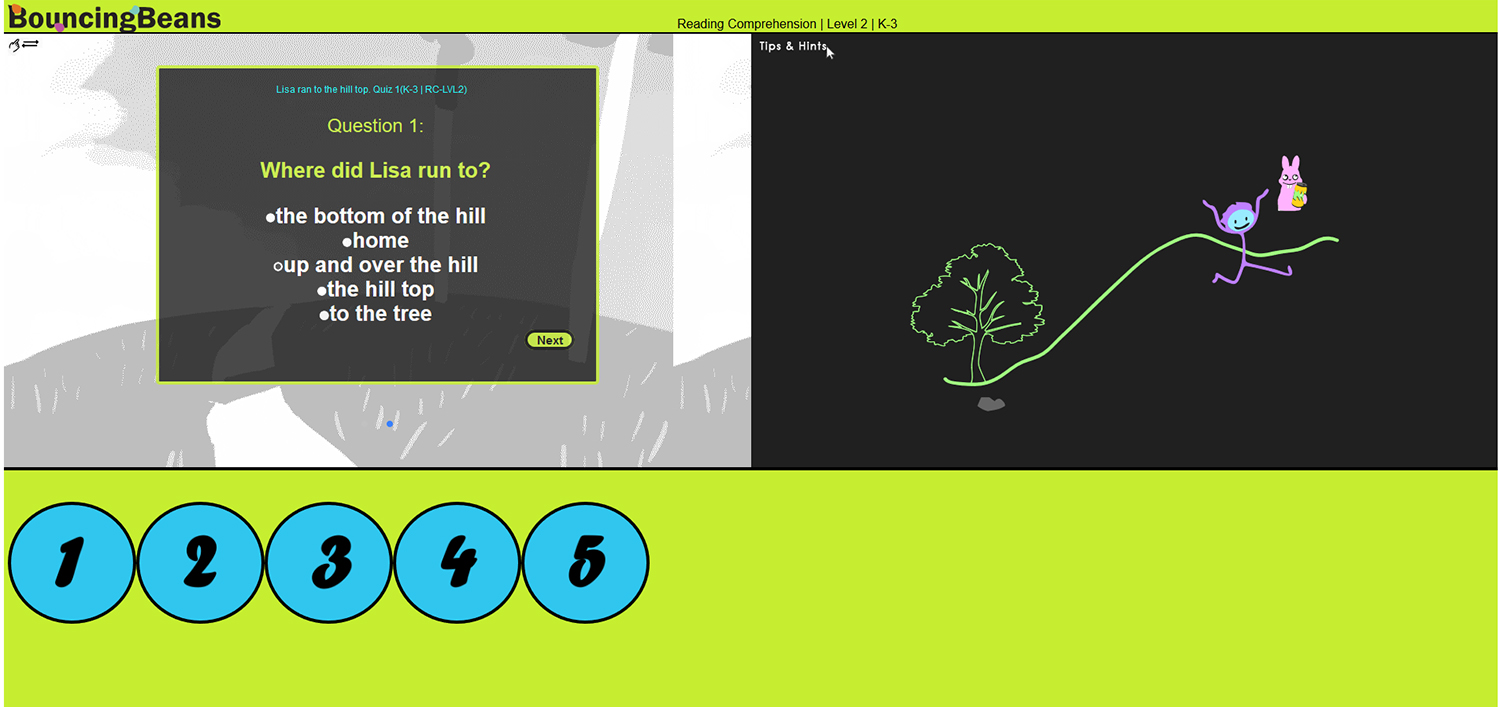 BouncingBeans
Reading Comprehension | Level 2 | K-3
Tips & Hints
Lisa ran to the hill top. Quiz 1(K-3 | RC-LVL2)
Question 1:
Where did Lisa run to?
the bottom of the hill
home
up and over the hill
the hill top
to the tree
Next
1 2 3 4 5